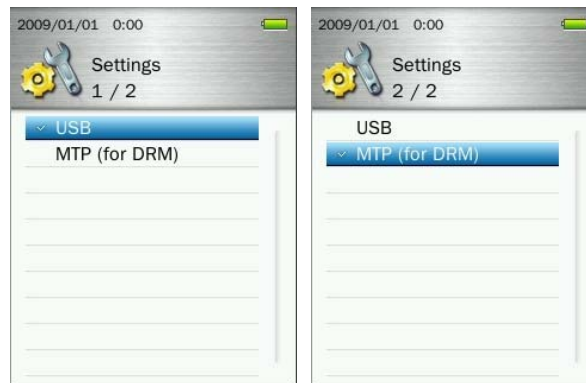 2009/01/01 0:00
Settings
1 / 2
USB
MTP (for DRM)
2009/01/01 0:00
Settings
2 / 2
USB
MTP (for DRM)